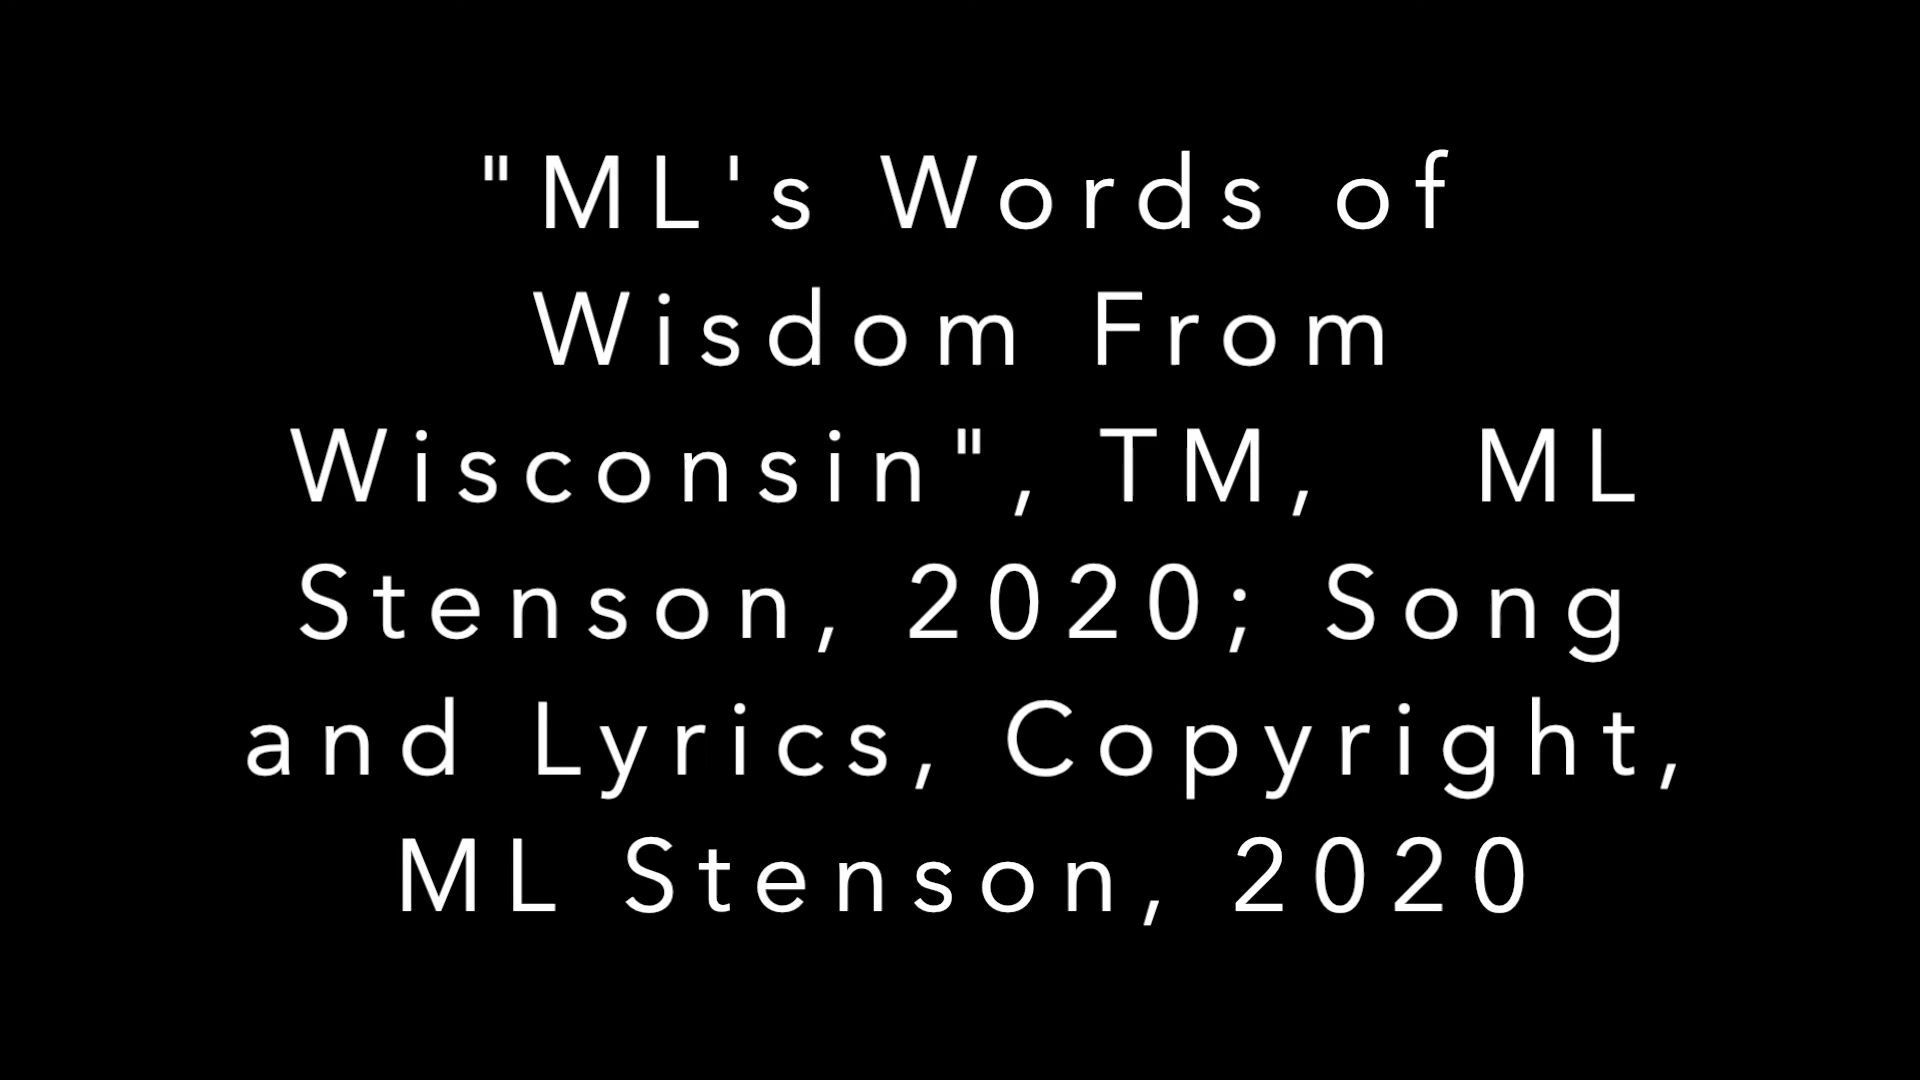 "ML's Words of
Wisdom From
Wisconsin", TM,  ML
Stenson, 2020; Song
and Lyrics, Copyright,
ML Stenson, 2020